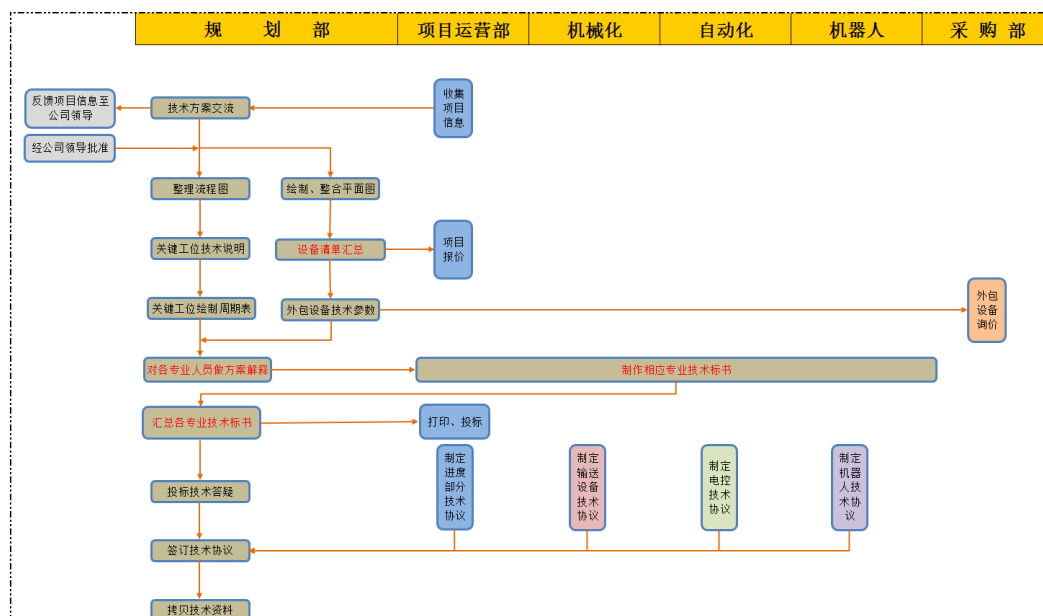 规 划 部
项目运营部
机械化
自动化
机器人
采 购 部
收集
项目
信息
反馈项目信息至
公司领导
技术方案交流
经公司领导批准
整理流程图
绘制、整合平面图
关键工位技术说明
设备清单汇总
项目
报价
关键工位绘制周期表
外包设备技术参数
外包
设备
询价
对各专业人员做方案解释
制作相应专业技术标书
汇总各专业技术标书
打印、投标
制定
进度
部分
技术
协议
制定
输送
设备
技术
协议
制定
电控
技术
协议
制定
机器
人技
术协
议
投标技术答疑
签订技术协议
拷贝技术资料